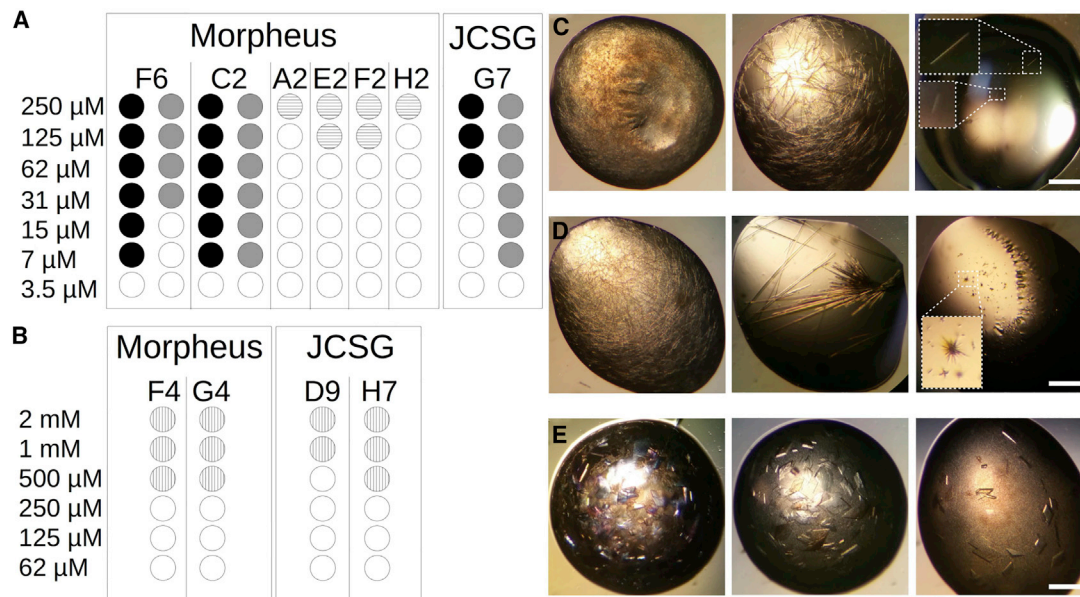 A
Morpheus
JCSG
F6 C2 A2 E2 F2 H2 G7
250 µM
125 µM
62 µM
31 µM
15 µM
7 µM
3.5 µM
B
Morpheus
JCSG
F4 G4 D9 H7
2 mM
1 mM
500 µM
250 µM
125 µM
62 µM
C
D
E